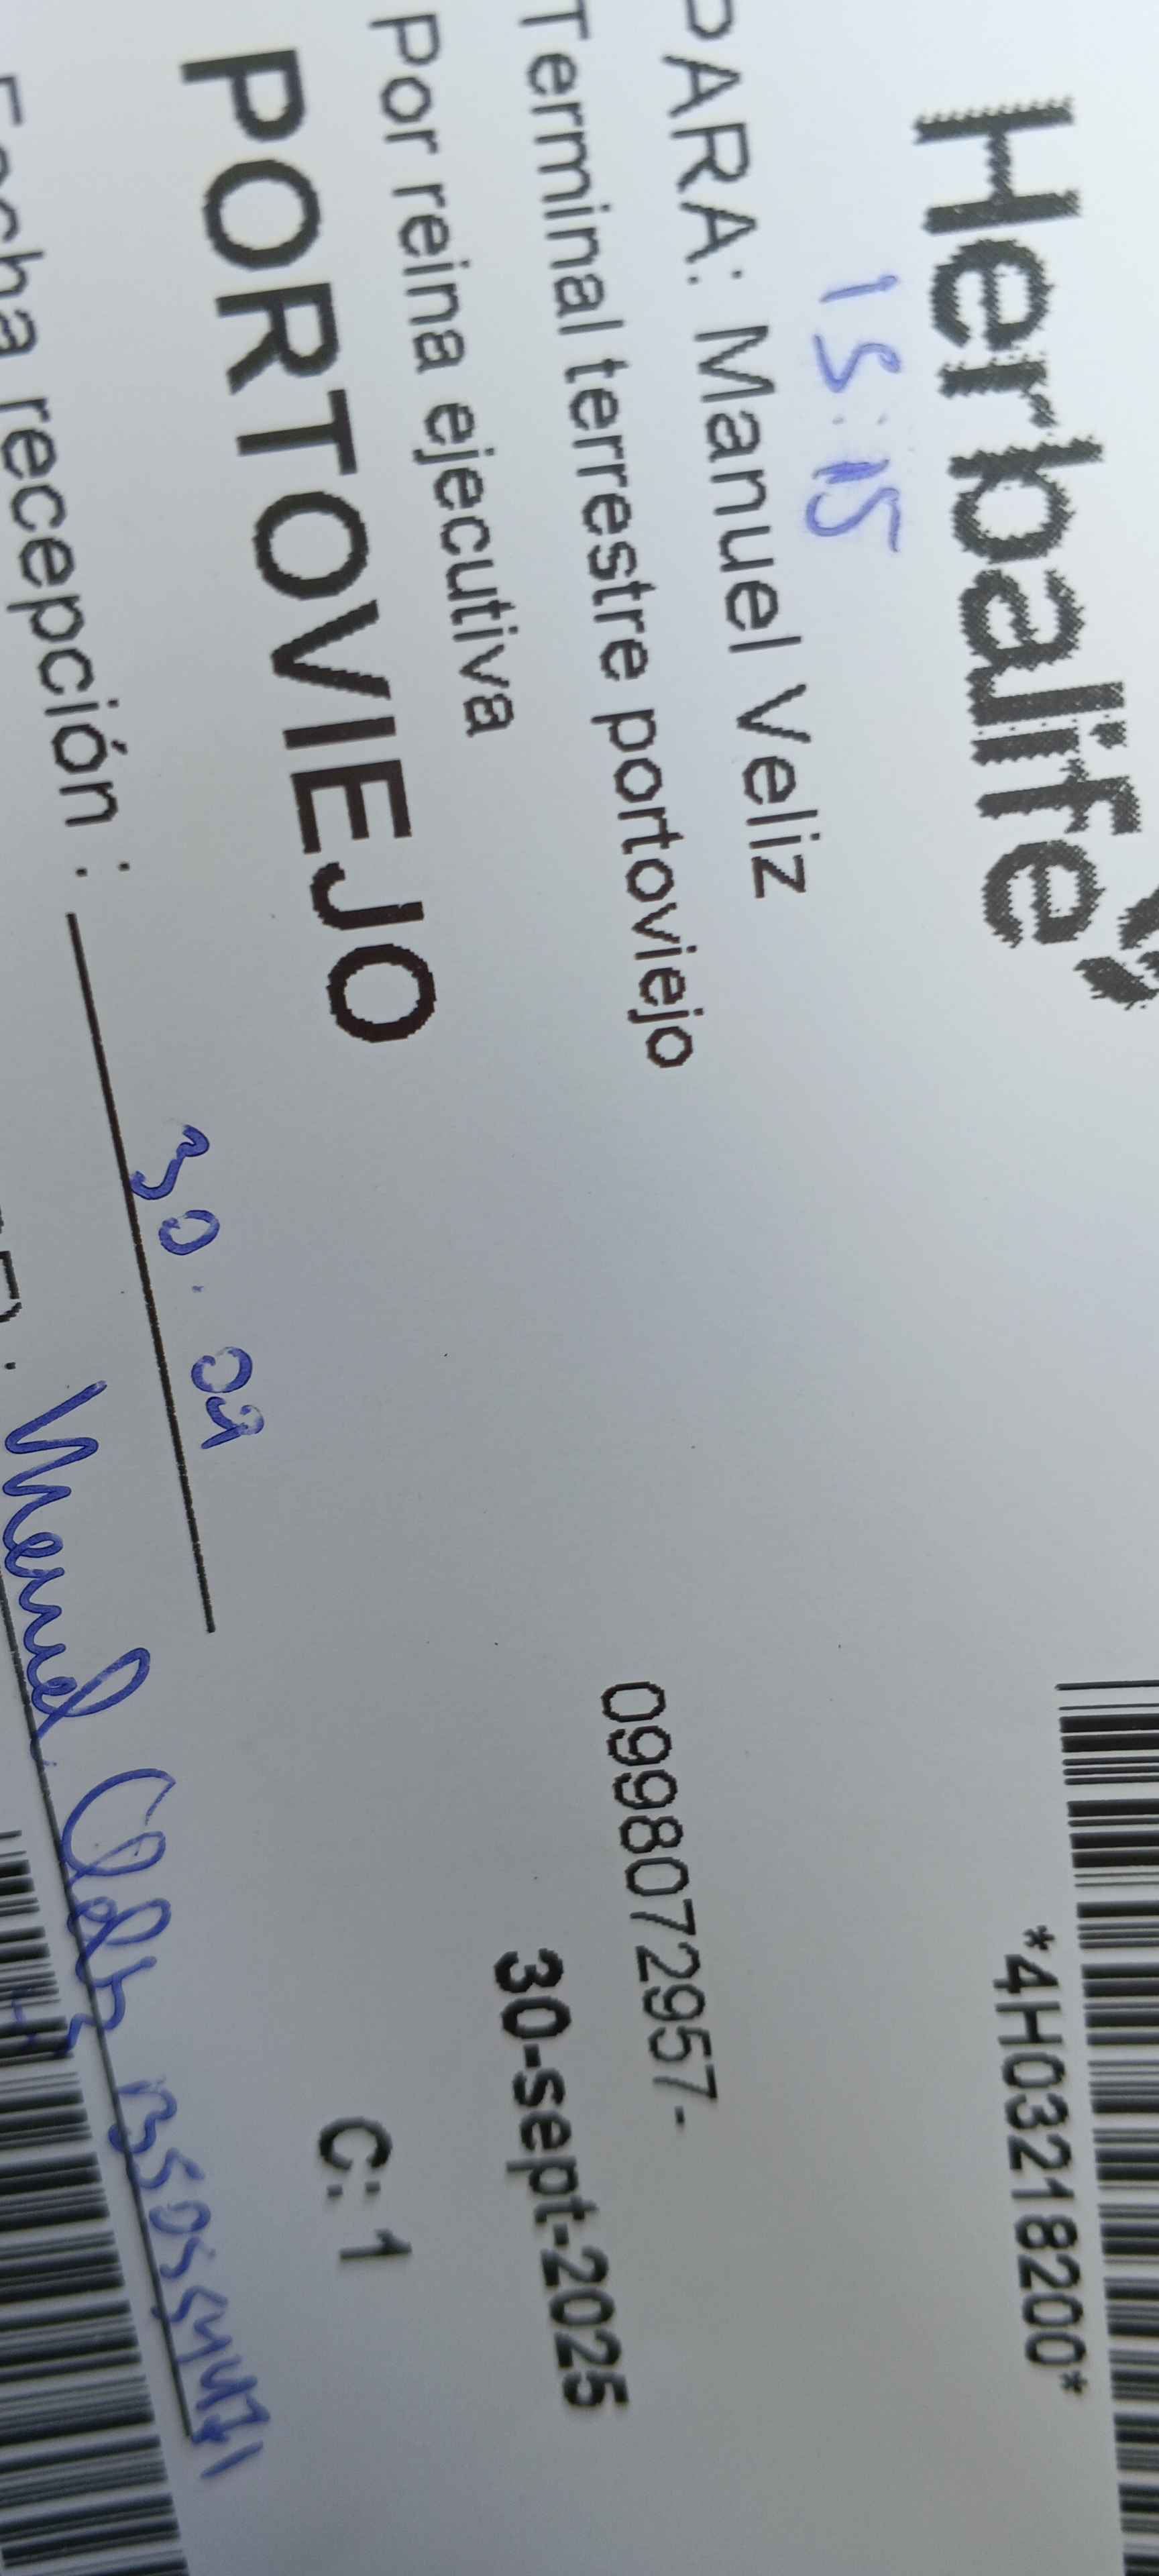 Herbalife
*4H03218200*
15:15
PARA: Manuel Veliz
Terminal terrestre portoviejo
0998072957-
Por reina ejecutiva
30-sept-2025
PORTOVIEJO
C: 1
Fecha recepción :
30.09